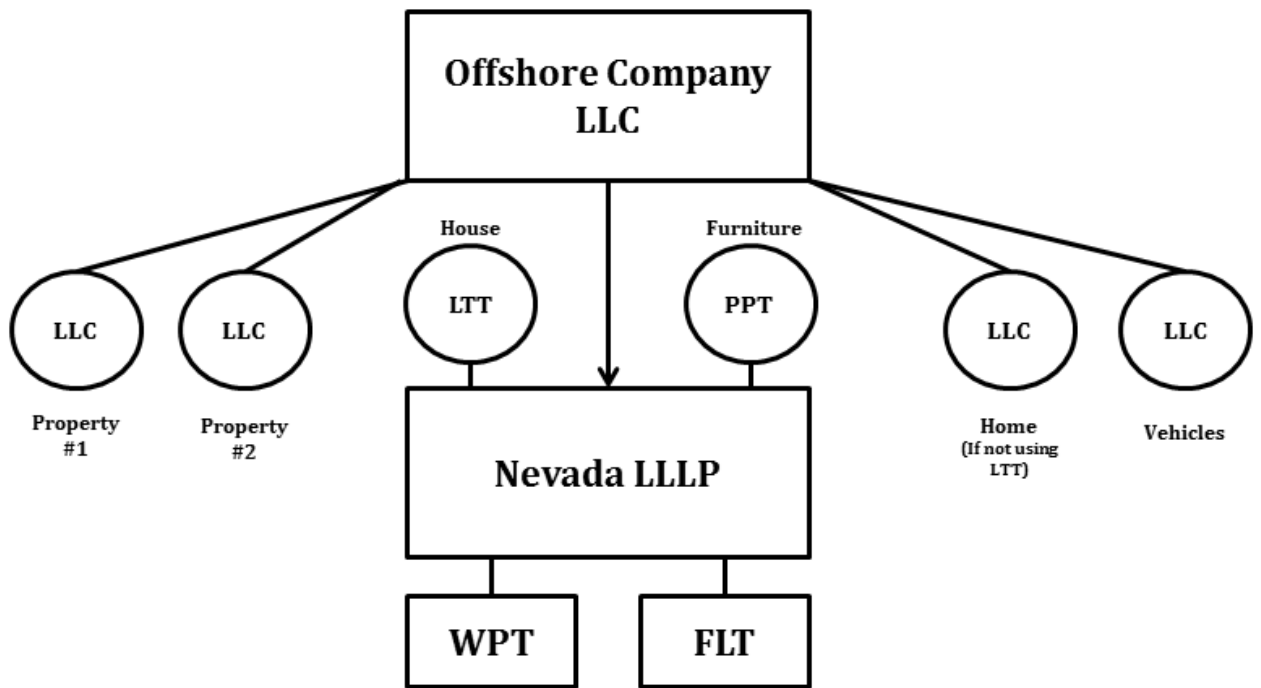 Offshore Company
LLC
House
Furniture
LLC
LLC
LTT
PPT
LLC
LLC
Property
#1
Property
#2
Home
(If not using
LTT)
Vehicles
Nevada LLLP
WPT
FLT